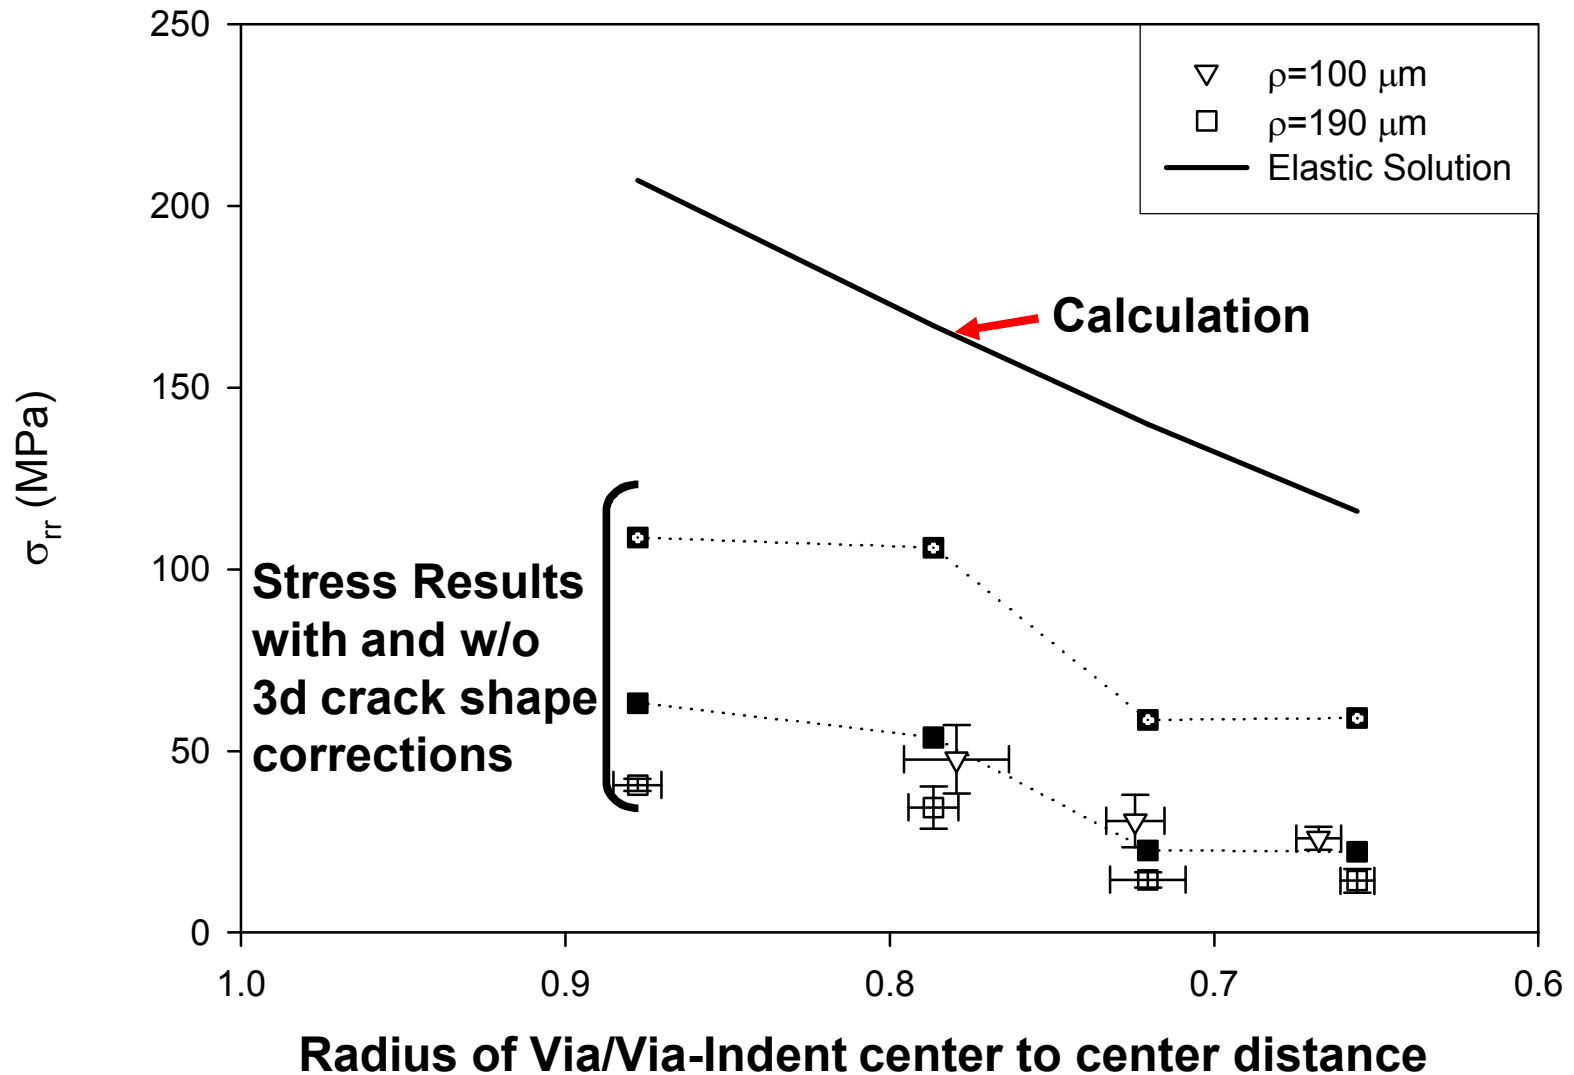 250
200
150
100
50
0
σrr (MPa)
ρ=100 μm
ρ=190 μm
Elastic Solution
Calculation
Stress Results
with and w/o
3d crack shape
corrections
1.0 0.9 0.8 0.7 0.6
Radius of Via/Via-Indent center to center distance